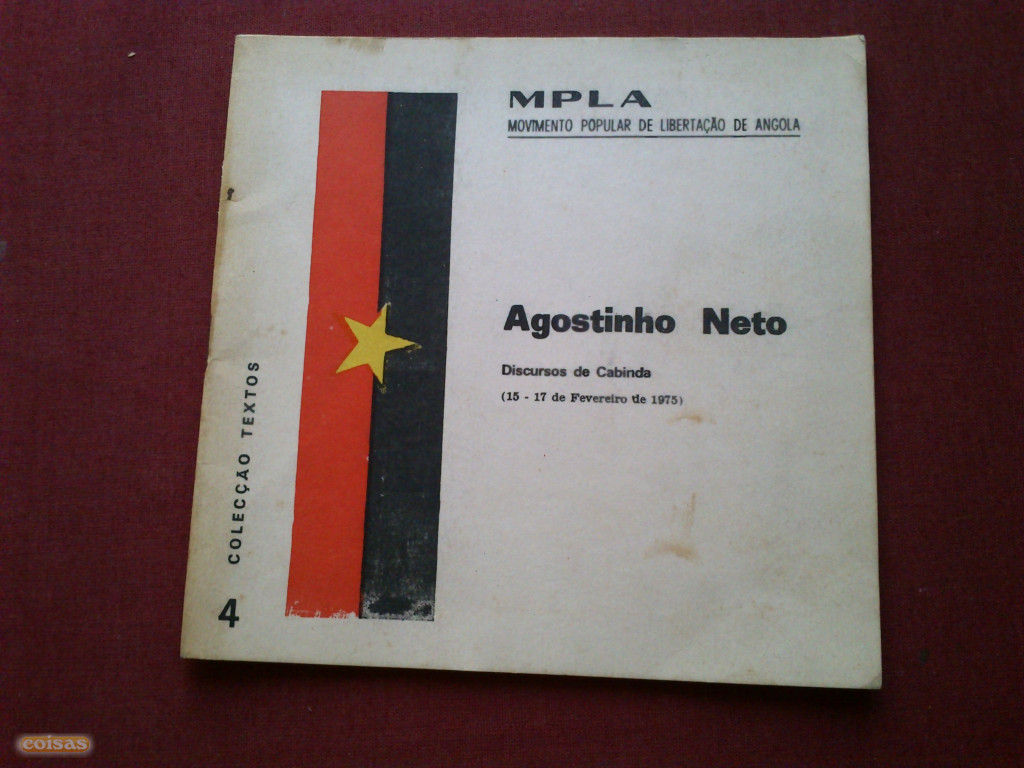 MPLA
MOVIMENTO POPULAR DE LIBERTAÇÃO DE ANGOLA
Agostinho Neto
Discursos de Cabinda
(15 - 17 de Fevereiro de 1975)
COLECÇÃO TEXTOS
4
coisas